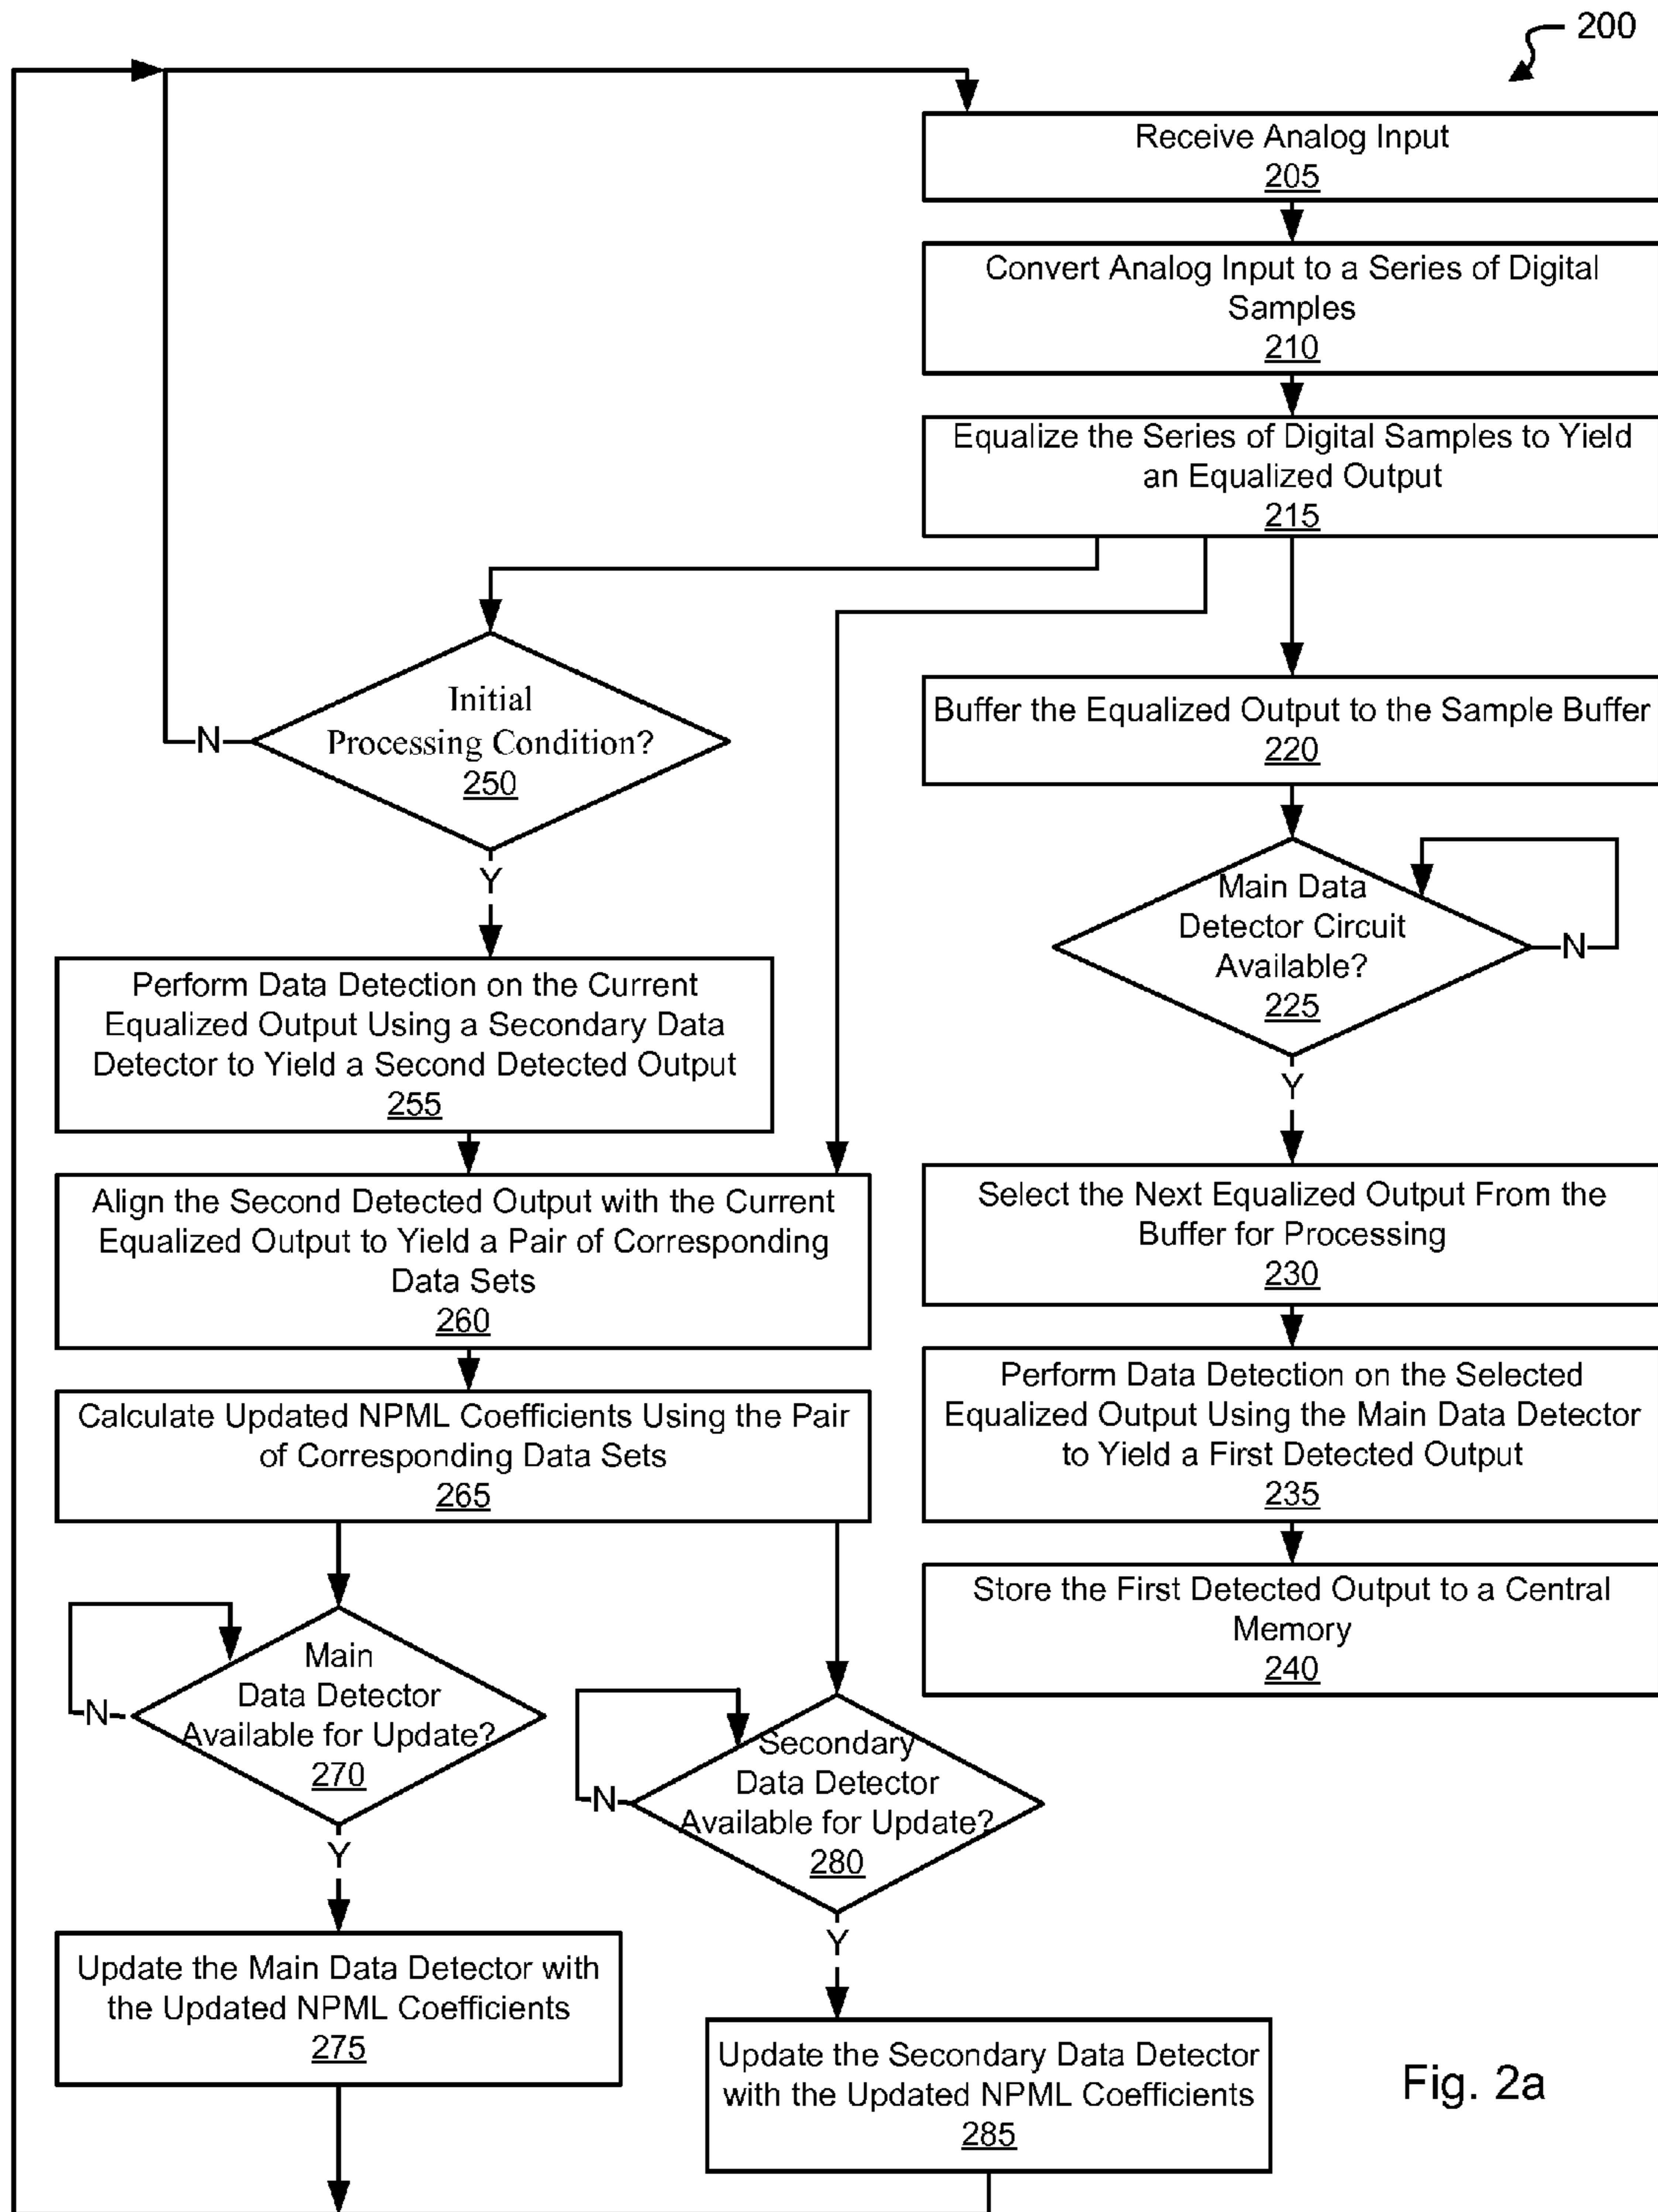 200
Receive Analog Input
205
Convert Analog Input to a Series of Digital
Samples
210
Equalize the Series of Digital Samples to Yield
an Equalized Output
215
Initial
Processing Condition?
250
N
Y
Buffer the Equalized Output to the Sample Buffer
220
Main Data
Detector Circuit
Available?
225
N
Y
Perform Data Detection on the Current
Equalized Output Using a Secondary Data
Detector to Yield a Second Detected Output
255
Align the Second Detected Output with the Current
Equalized Output to Yield a Pair of Corresponding
Data Sets
260
Select the Next Equalized Output From the
Buffer for Processing
230
Calculate Updated NPML Coefficients Using the Pair
of Corresponding Data Sets
265
Perform Data Detection on the Selected
Equalized Output Using the Main Data Detector
to Yield a First Detected Output
235
Store the First Detected Output to a Central
Memory
240
Main
Data Detector
Available for Update?
270
N
Y
Secondary
Data Detector
Available for Update?
280
N
Y
Update the Main Data Detector with
the Updated NPML Coefficients
275
Update the Secondary Data Detector
with the Updated NPML Coefficients
285
Fig. 2a